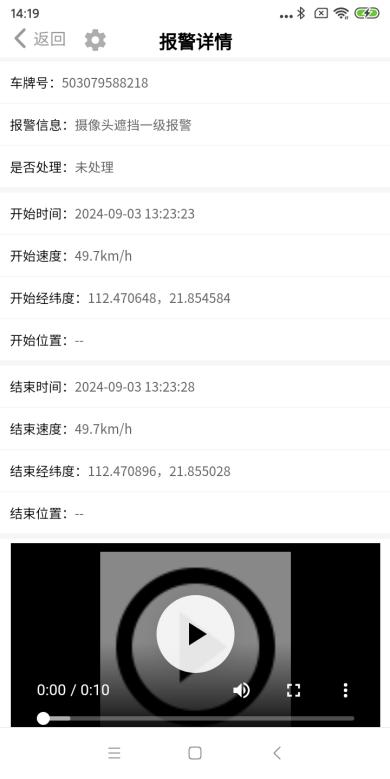 14:19
返回
报警详情
车牌号：503079588218
报警信息：摄像头遮挡一级报警
是否处理：未处理
开始时间：2024-09-03 13:23:23
开始速度：49.7km/h
开始经纬度：112.470648，21.854584
开始位置：--
结束时间：2024-09-03 13:23:28
结束速度：49.7km/h
结束经纬度：112.470896，21.855028
结束位置：--
0:00 / 0:10